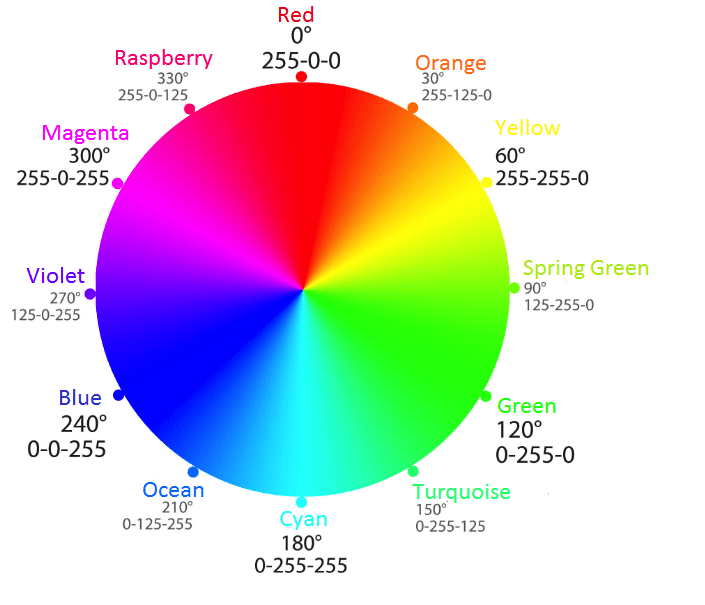 Red
0°
255-0-0
Orange
30°
255-125-0
Yellow
60°
255-255-0
Spring Green
90°
125-255-0
Green
120°
0-255-0
Turquoise
150°
0-255-125
Cyan
180°
0-255-255
Ocean
210°
0-125-255
Blue
240°
0-0-255
Violet
270°
125-0-255
Magenta
300°
255-0-255
Raspberry
330°
255-0-125